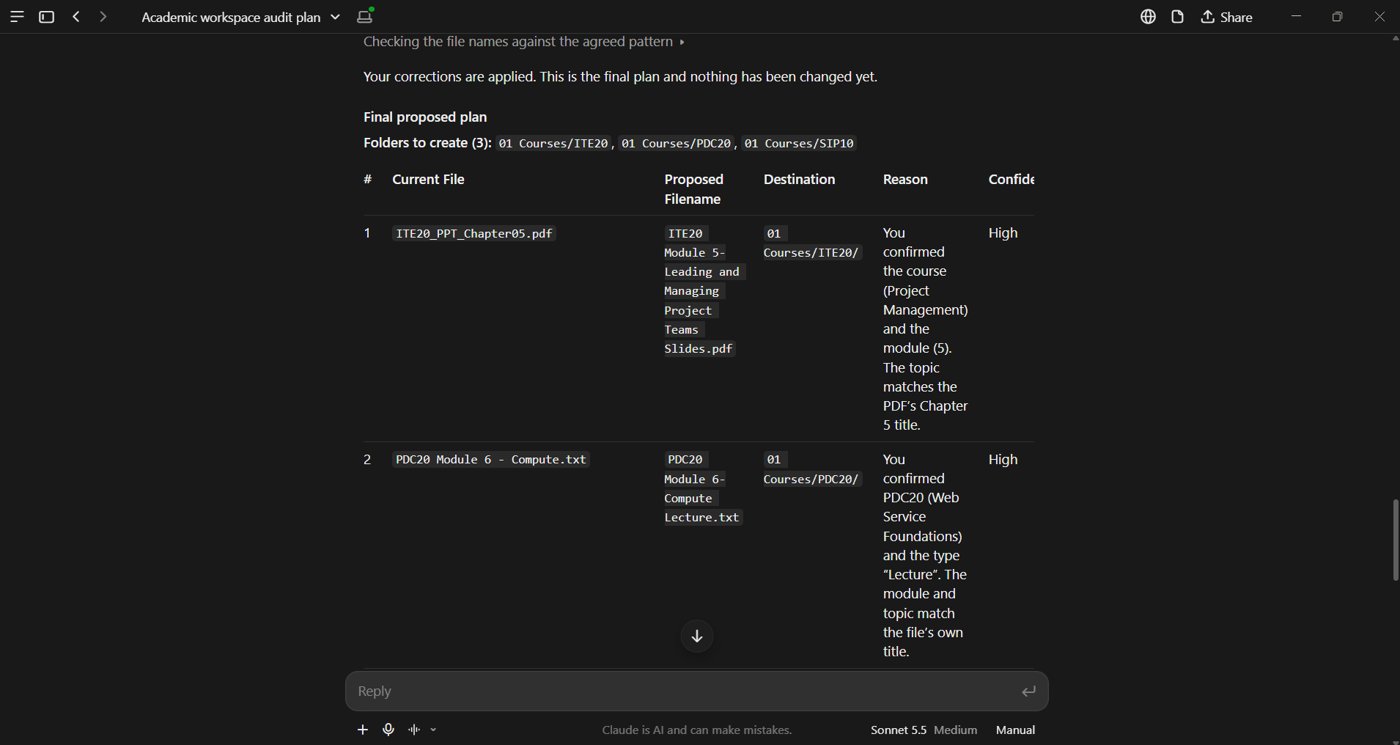 Academic workspace audit plan
Share
Checking the file names against the agreed pattern
Your corrections are applied. This is the final plan and nothing has been changed yet.
Final proposed plan
Folders to create (3): 01 Courses/ITE20, 01 Courses/PDC20, 01 Courses/SIP10
# Current File Proposed Filename Destination Reason Confide
1 ITE20_PPT_Chapter05.pdf
ITE20
Module 5-
Leading and
Managing
Project
Teams
Slides.pdf
01
Courses/ITE20/
You
confirmed
the course
(Project
Management)
and the
module (5).
The topic
matches the
PDF's Chapter
5 title.
High
2 PDC20 Module 6 - Compute.txt
PDC20
Module 6-
Compute
Lecture.txt
01
Courses/PDC20/
You
confirmed
PDC20 (Web
Service
Foundations)
and the type
"Lecture". The
module and
topic match
the file's own
title.
High
Reply
Claude is AI and can make mistakes.
Sonnet 5.5 Medium Manual